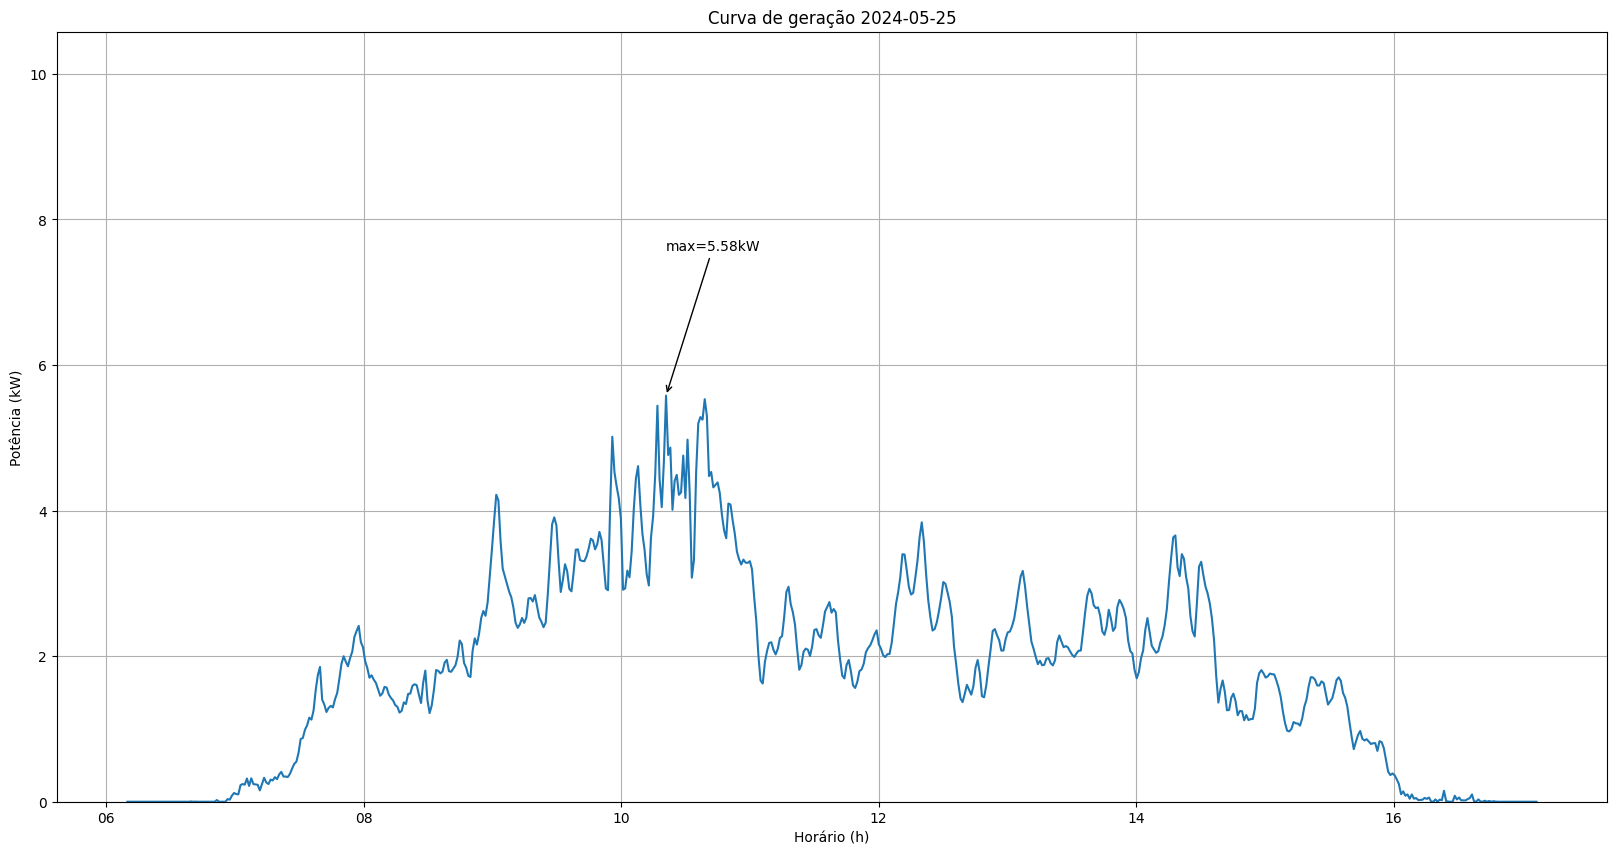 Curva de geração 2024-05-25
10
8
6
4
2
0
Potência (kW)
max=5.58kW
06 08 10 12 14 16
Horário (h)